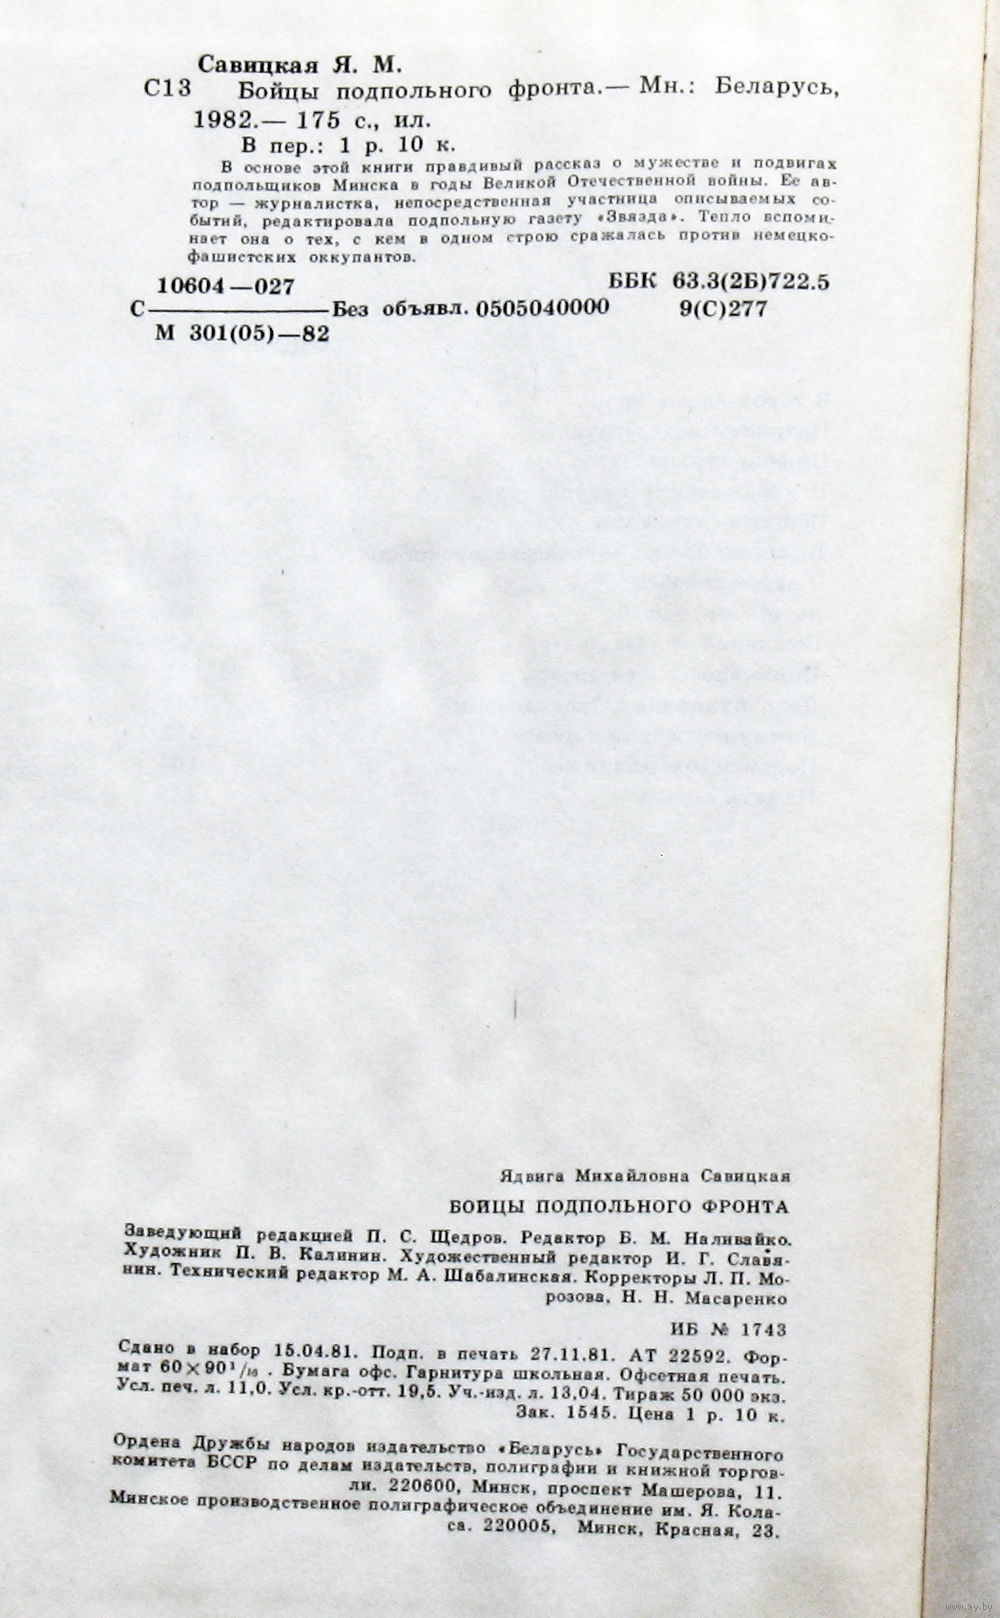 Савицкая Я. М.
С13 Бойцы подпольного фронта.— Мн.: Беларусь,
1982.— 175 с., ил.
В пер.: 1 р. 10 к.
В основе этой книги правдивый рассказ о мужестве и подвигах
подпольщиков Минска в годы Великой Отечественной войны. Ее ав-
тор — журналистка, непосредственная участница описываемых со-
бытий, редактировала подпольную газету «Звязда». Тепло вспоми-
нает она о тех, с кем в одном строю сражалась против немецко-
фашистских оккупантов.
10604—027 ББК 63.3(2Б)722.5
С———Без объявл. 0505040000 9(С)277
М 301(05)—82
Ядвига Михайловна Савицкая
БОЙЦЫ ПОДПОЛЬНОГО ФРОНТА
Заведующий редакцией П. С. Щедров. Редактор Б. М. Наливайко.
Художник П. В. Калинин. Художественный редактор И. Г. Славя-
нин. Технический редактор М. А. Шабалинская. Корректоры Л. П. Мо-
розова, Н. Н. Масаренко
ИБ № 1743
Сдано в набор 15.04.81. Подп. в печать 27.11.81. АТ 22592. Фор-
мат 60×90¹/₁₆. Бумага офс. Гарнитура школьная. Офсетная печать.
Усл. печ. л. 11,0. Усл. кр.-отт. 19,5. Уч.-изд. л. 13,04. Тираж 50 000 экз.
Зак. 1545. Цена 1 р. 10 к.
Ордена Дружбы народов издательство «Беларусь» Государственного
комитета БССР по делам издательств, полиграфии и книжной торгов-
ли. 220600, Минск, проспект Машерова, 11.
Минское производственное полиграфическое объединение им. Я. Кола-
са. 220005, Минск, Красная, 23.
www.ay.by